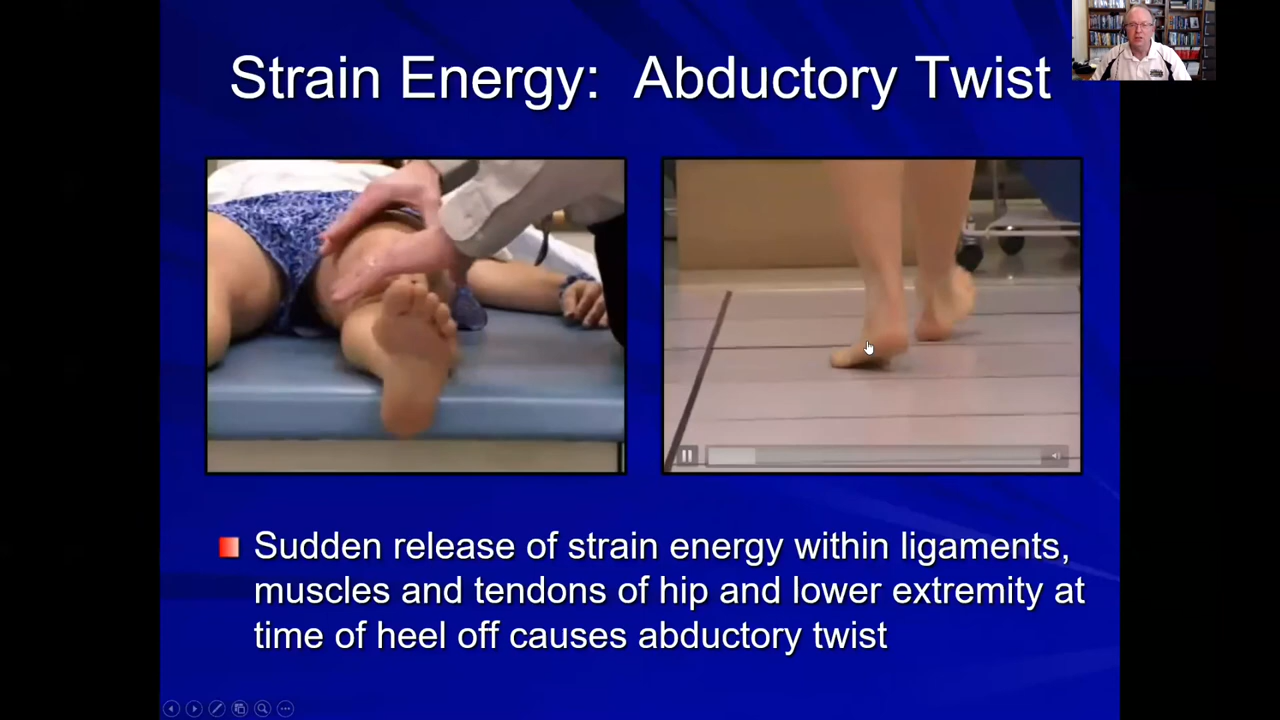 Strain Energy: Abductory Twist
Sudden release of strain energy within ligaments,
muscles and tendons of hip and lower extremity at
time of heel off causes abductory twist